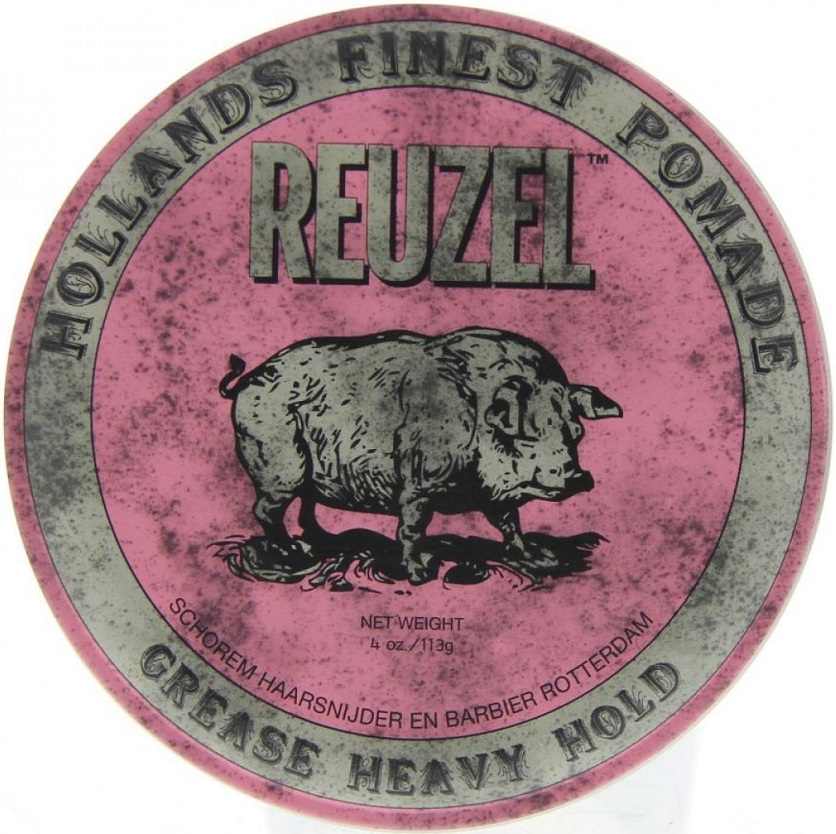 HOLLANDS FINEST POMADE
REUZEL™
NET WEIGHT
4 oz./113g
SCHOREM HAARSNIJDER EN BARBIER ROTTERDAM
GREASE HEAVY HOLD